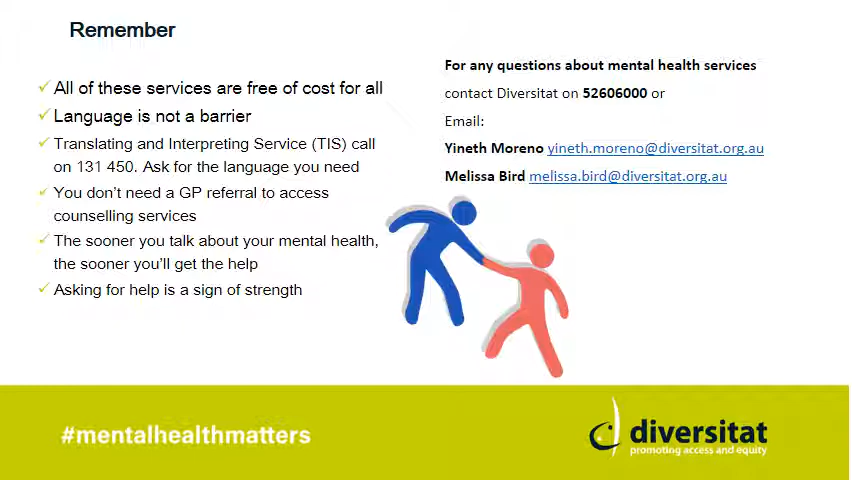 Remember
All of these services are free of cost for all
Language is not a barrier
Translating and Interpreting Service (TIS) call
on 131 450. Ask for the language you need
You don't need a GP referral to access
counselling services
The sooner you talk about your mental health,
the sooner you'll get the help
Asking for help is a sign of strength
For any questions about mental health services
contact Diversitat on 52606000 or
Email:
Yineth Moreno yineth.moreno@diversitat.org.au
Melissa Bird melissa.bird@diversitat.org.au
#mentalhealthmatters
diversitat
promoting access and equity